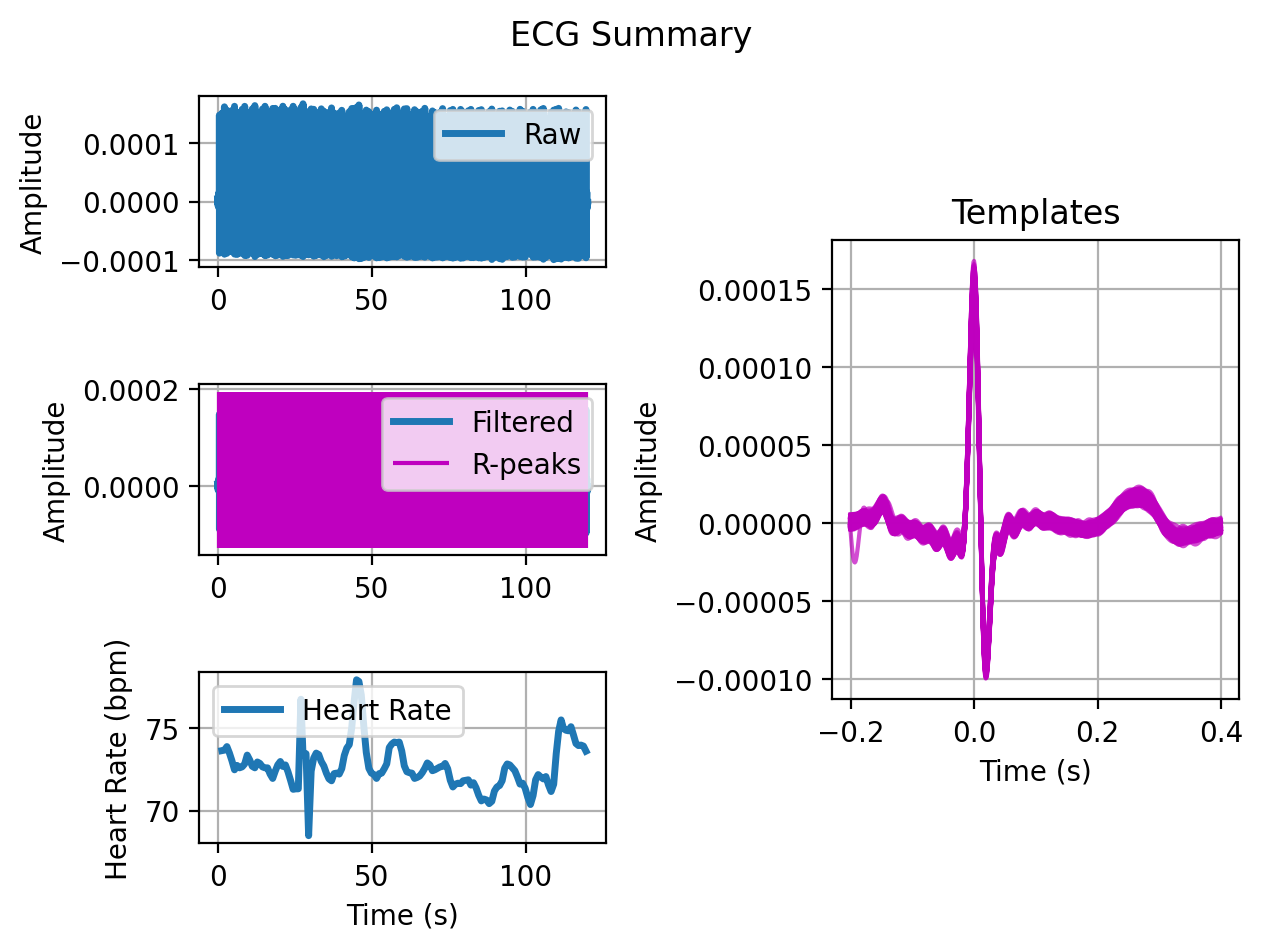 ECG Summary
Amplitude
0.0001
0.0000
−0.0001
Raw
0 50 100
Amplitude
0.0002
0.0000
Filtered
R-peaks
0 50 100
Heart Rate (bpm)
75
70
Heart Rate
0 50 100
Time (s)
Templates
Amplitude
0.00015
0.00010
0.00005
0.00000
−0.00005
−0.00010
−0.2 0.0 0.2 0.4
Time (s)